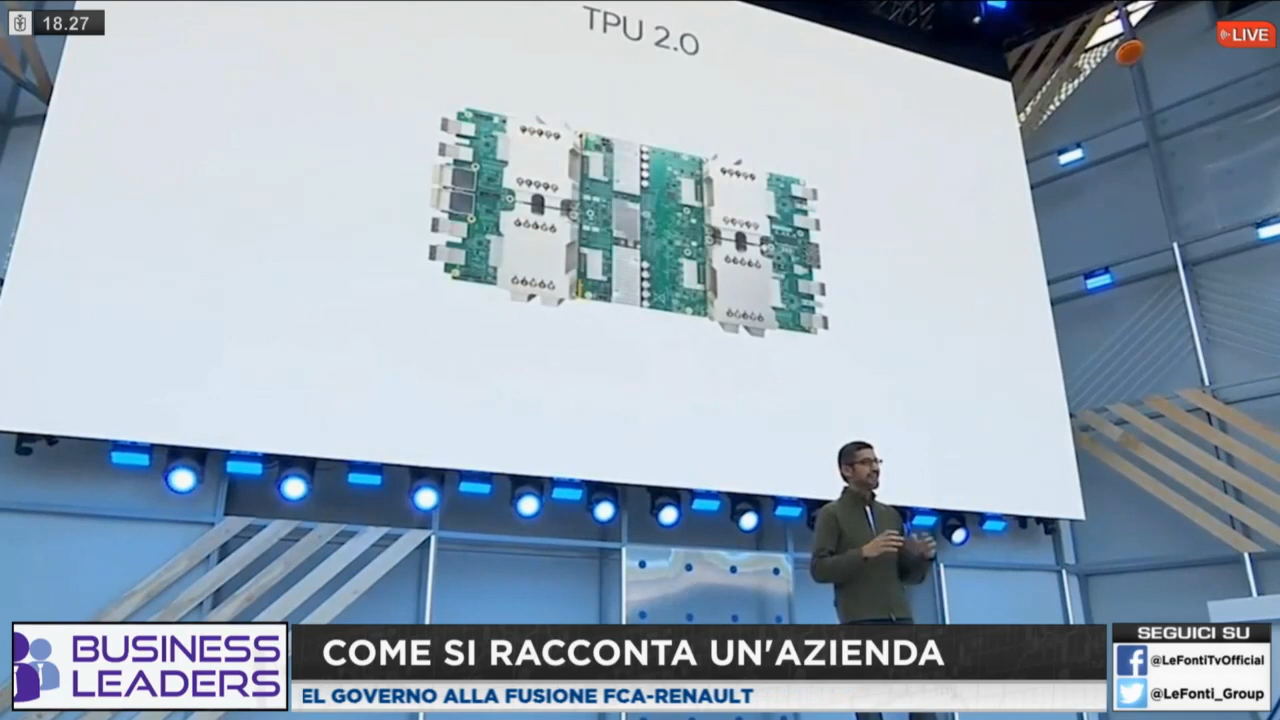 18.27
TPU 2.0
LIVE
BUSINESS
LEADERS
COME SI RACCONTA UN'AZIENDA
EL GOVERNO ALLA FUSIONE FCA-RENAULT
SEGUICI SU
@LeFontiTvOfficial
@LeFonti_Group